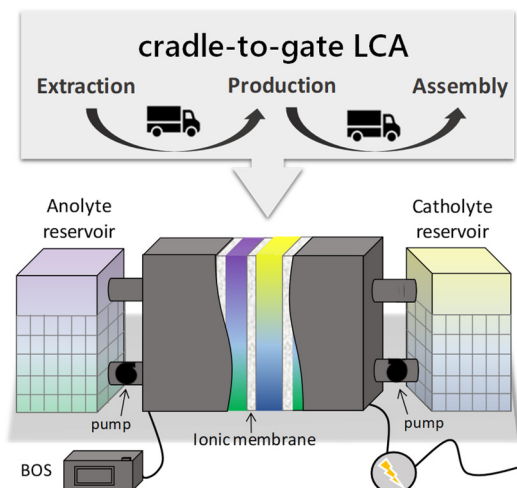 cradle-to-gate LCA
Extraction
Production
Assembly
Anolyte
reservoir
Catholyte
reservoir
pump
Ionic membrane
pump
BOS